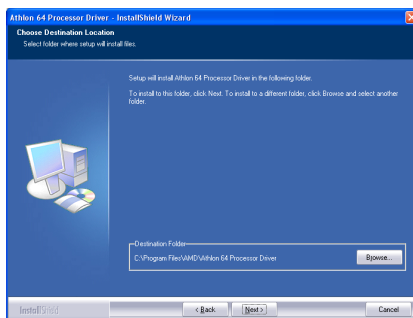 Athlon 64 Processor Driver - InstallShield Wizard
Choose Destination Location
Select folder where setup will install files.
Setup will install Athlon 64 Processor Driver in the following folder.
To install to this folder, click Next. To install to a different folder, click Browse and select another
folder.
Destination Folder
C:\Program Files\AMD\Athlon 64 Processor Driver
Browse...
InstallShield
< Back
Next >
Cancel